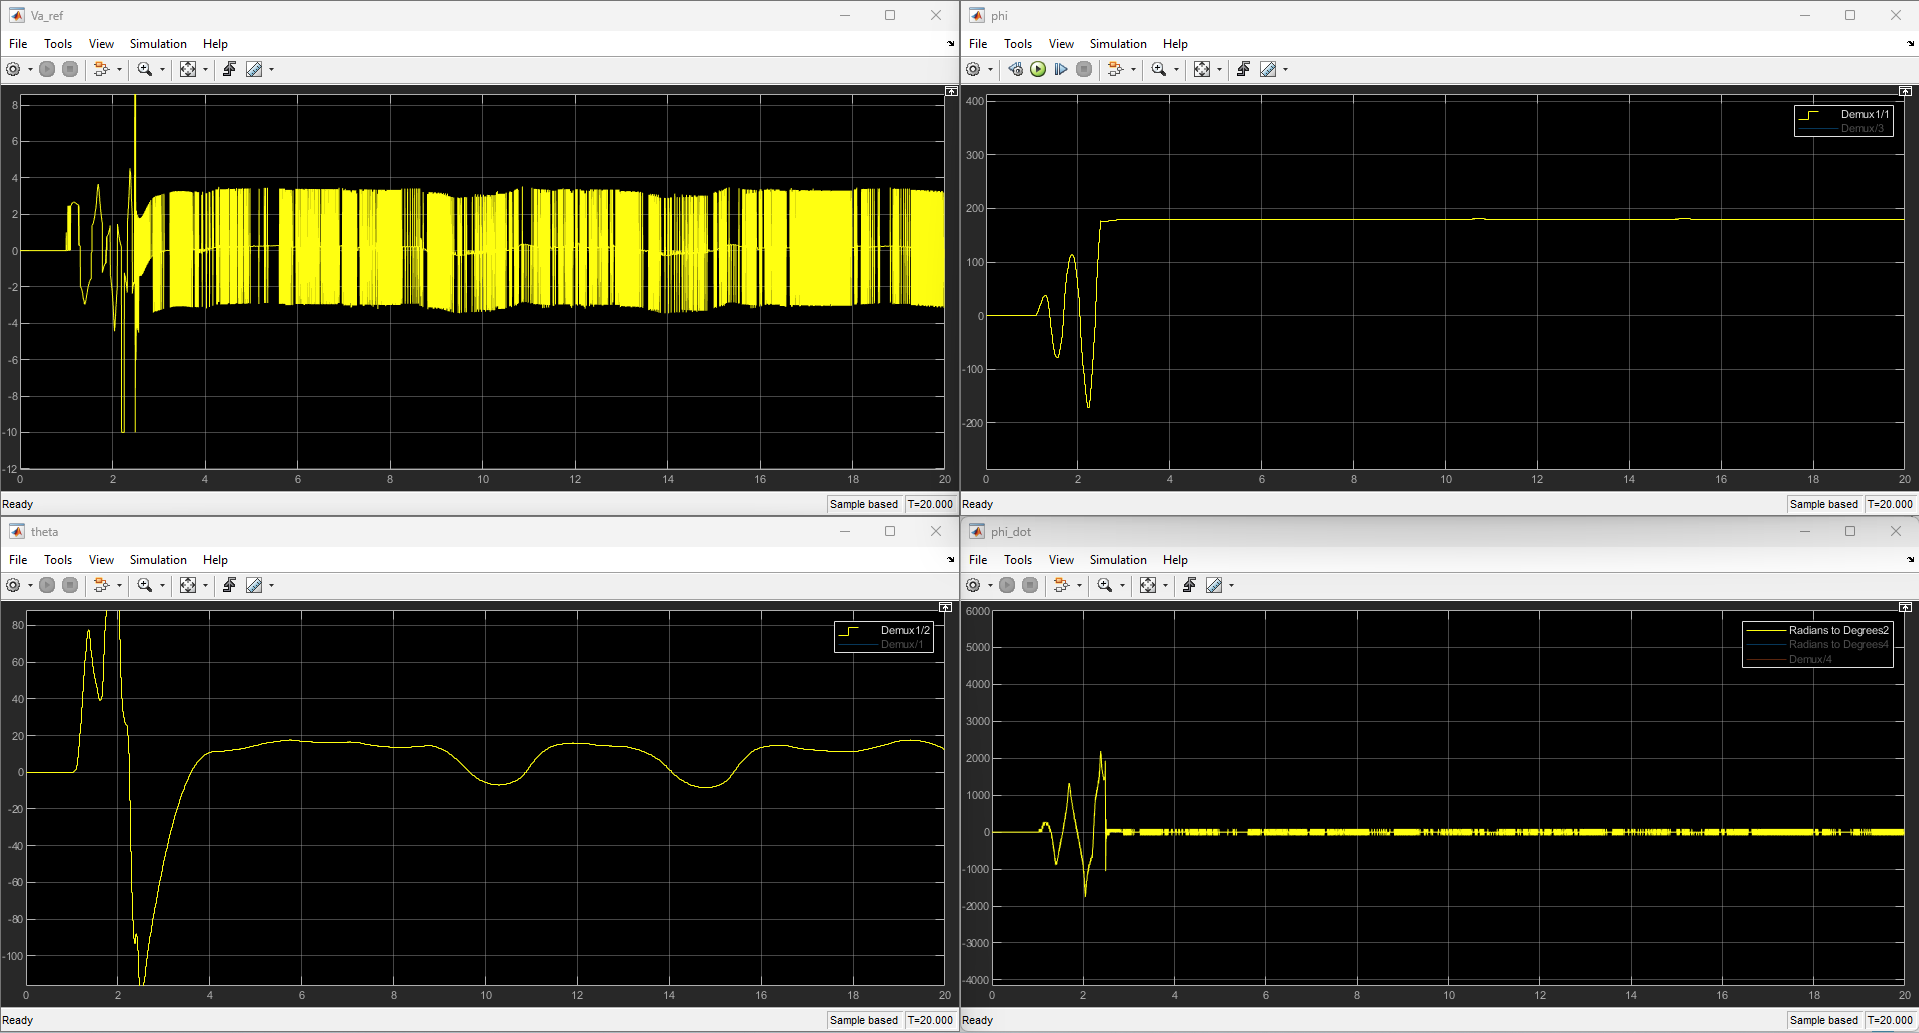 Va_ref
File Tools View Simulation Help
8
6
4
2
0
-2
-4
-6
-8
-10
-12
0 2 4 6 8 10 12 14 16 18 20
Ready
Sample based T=20.000
phi
File Tools View Simulation Help
Demux1/1
Demux/3
400
300
200
100
0
-100
-200
0 2 4 6 8 10 12 14 16 18 20
Ready
Sample based T=20.000
theta
File Tools View Simulation Help
Demux1/2
Demux/1
80
60
40
20
0
-20
-40
-60
-80
-100
0 2 4 6 8 10 12 14 16 18 20
Ready
Sample based T=20.000
phi_dot
File Tools View Simulation Help
Radians to Degrees2
Radians to Degrees4
Demux/4
6000
5000
4000
3000
2000
1000
0
-1000
-2000
-3000
-4000
0 2 4 6 8 10 12 14 16 18 20
Ready
Sample based T=20.000